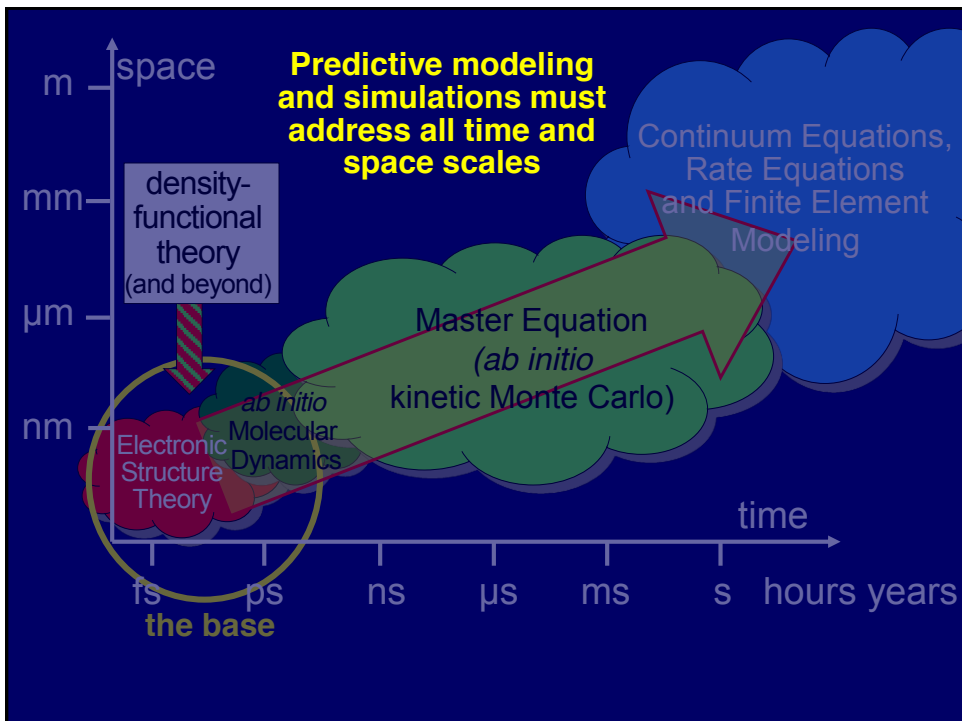 m
space
Predictive modeling
and simulations must
address all time and
space scales
Continuum Equations,
Rate Equations
and Finite Element
Modeling
mm
density-
functional
theory
(and beyond)
µm
Master Equation
(ab initio
kinetic Monte Carlo)
nm
ab initio
Molecular
Dynamics
Electronic
Structure
Theory
time
fs
ps
ns
µs
ms
s
hours years
the base